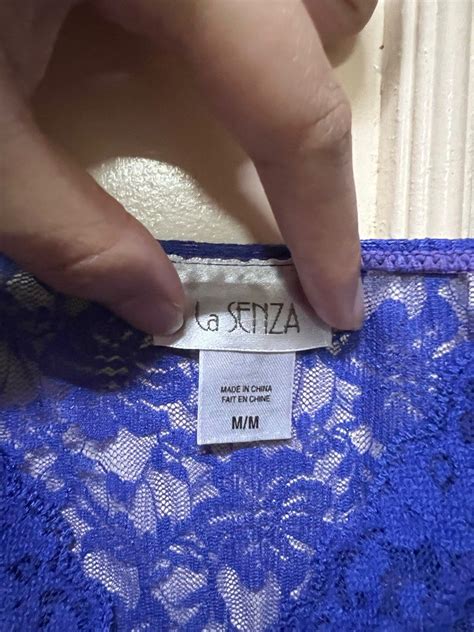 La SENZA
MADE IN CHINA
FAIT EN CHINE
M/M